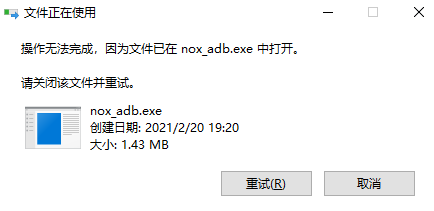 文件正在使用
操作无法完成，因为文件已在 nox_adb.exe 中打开。
请关闭该文件并重试。
nox_adb.exe
创建日期: 2021/2/20 19:20
大小: 1.43 MB
重试(R)
取消